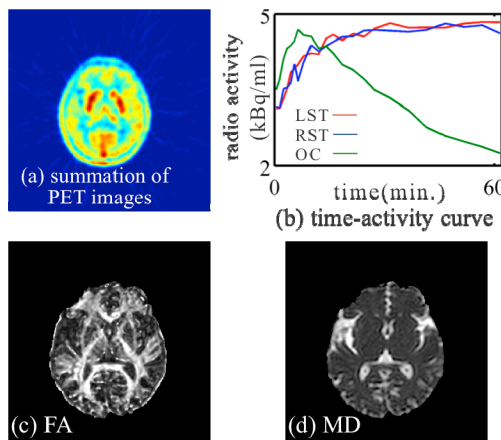 (a) summation of
PET images
5
radio activity
(kBq/ml)
LST
RST
OC
2
0
60
time(min.)
(b) time-activity curve
(c) FA
(d) MD